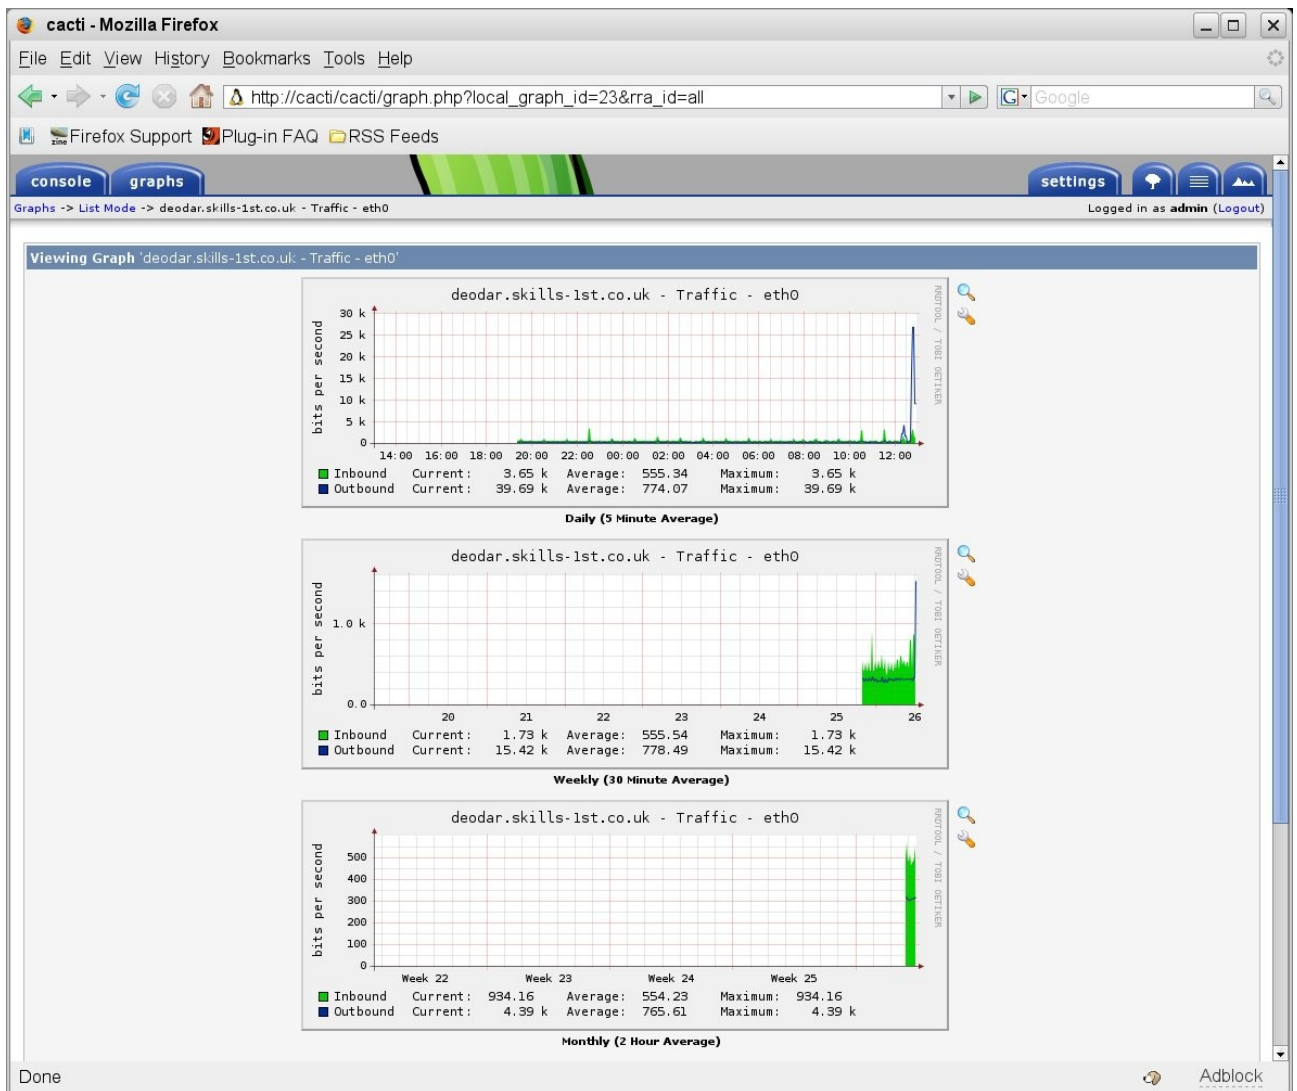 cacti - Mozilla Firefox
File Edit View History Bookmarks Tools Help
http://cacti/cacti/graph.php?local_graph_id=23&rra_id=all
G Google
Firefox Support Plug-in FAQ RSS Feeds
console graphs settings
Graphs -> List Mode -> deodar.skills-1st.co.uk - Traffic - eth0 Logged in as admin (Logout)
Viewing Graph 'deodar.skills-1st.co.uk - Traffic - eth0'
deodar.skills-1st.co.uk - Traffic - eth0
RRDTOOL / TOBI OETIKER
bits per second
30 k
25 k
20 k
15 k
10 k
5 k
0
14:00 16:00 18:00 20:00 22:00 00:00 02:00 04:00 06:00 08:00 10:00 12:00
Inbound Current: 3.65 k Average: 555.34 Maximum: 3.65 k
Outbound Current: 39.69 k Average: 774.07 Maximum: 39.69 k
Daily (5 Minute Average)
deodar.skills-1st.co.uk - Traffic - eth0
RRDTOOL / TOBI OETIKER
bits per second
1.0 k
0.0
20 21 22 23 24 25 26
Inbound Current: 1.73 k Average: 555.54 Maximum: 1.73 k
Outbound Current: 15.42 k Average: 778.49 Maximum: 15.42 k
Weekly (30 Minute Average)
deodar.skills-1st.co.uk - Traffic - eth0
RRDTOOL / TOBI OETIKER
bits per second
500
400
300
200
100
0
Week 22 Week 23 Week 24 Week 25
Inbound Current: 934.16 Average: 554.23 Maximum: 934.16
Outbound Current: 4.39 k Average: 765.61 Maximum: 4.39 k
Monthly (2 Hour Average)
Done Adblock